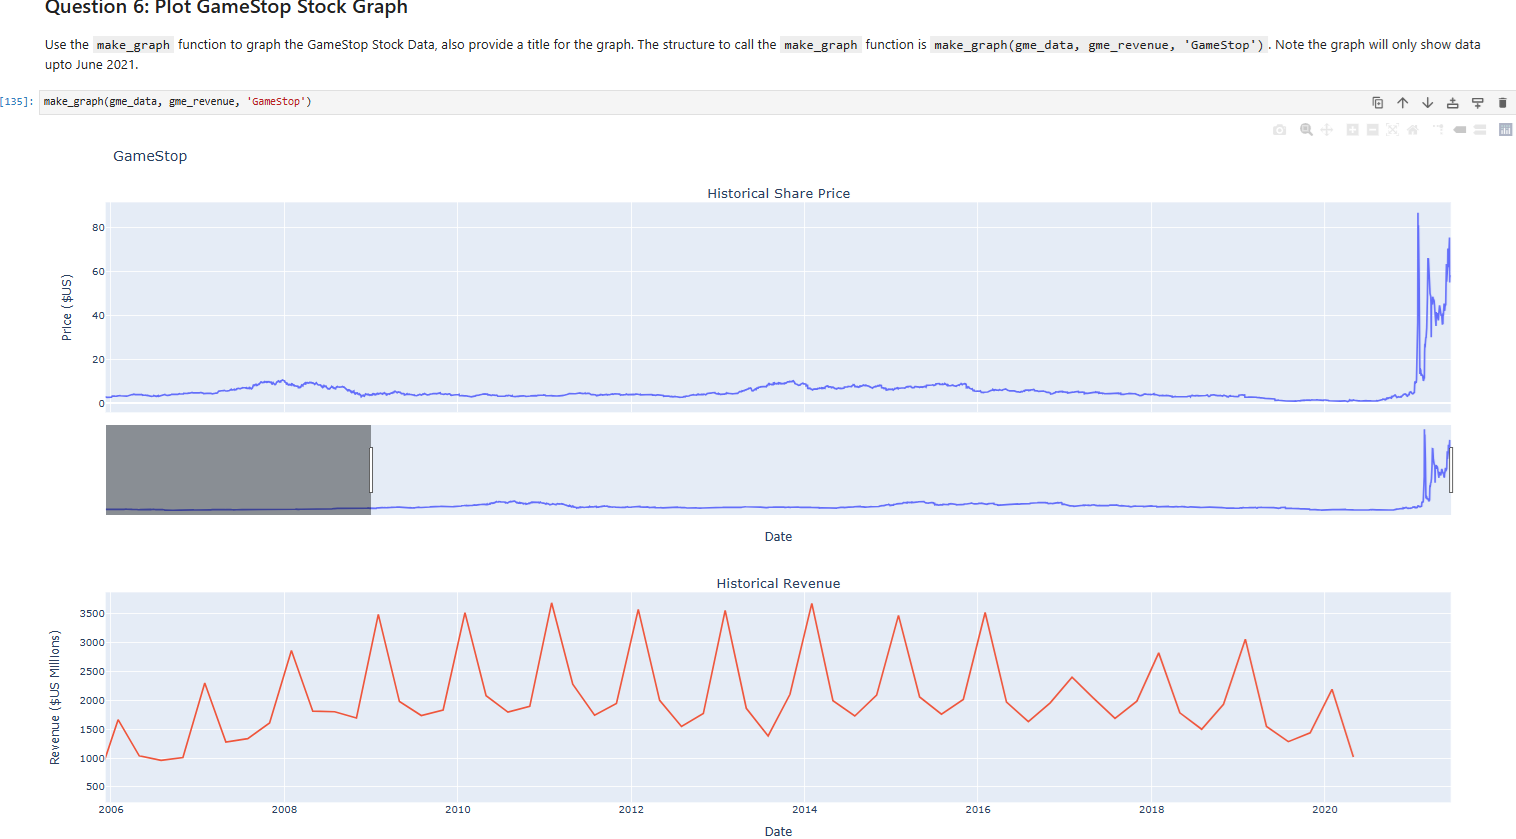 Question 6: Plot GameStop Stock Graph
Use the make_graph function to graph the GameStop Stock Data, also provide a title for the graph. The structure to call the make_graph function is make_graph(gme_data, gme_revenue, 'GameStop'). Note the graph will only show data
upto June 2021.
[135]: make_graph(gme_data, gme_revenue, 'GameStop')
GameStop
Historical Share Price
Price ($US)
80
60
40
20
0
Date
Historical Revenue
Revenue ($US Millions)
3500
3000
2500
2000
1500
1000
500
2006 2008 2010 2012 2014 2016 2018 2020
Date